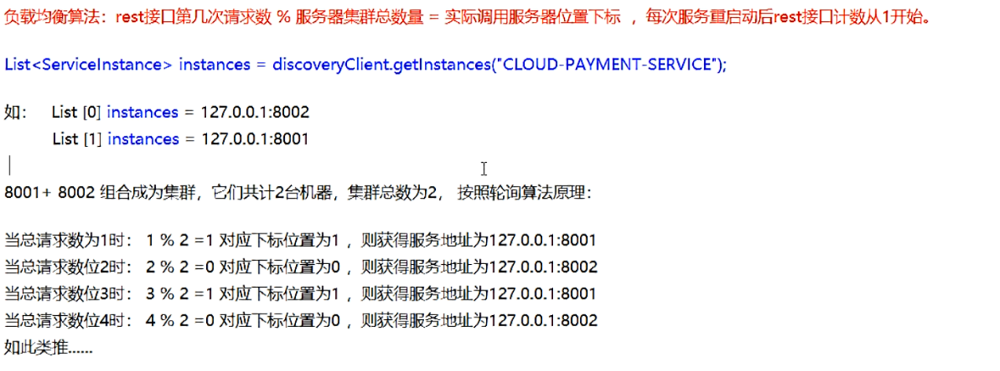 负载均衡算法：rest接口第几次请求数 % 服务器集群总数量 = 实际调用服务器位置下标 ，每次服务重启动后rest接口计数从1开始。
List<ServiceInstance> instances = discoveryClient.getInstances("CLOUD-PAYMENT-SERVICE");
如： List [0] instances = 127.0.0.1:8002
List [1] instances = 127.0.0.1:8001
8001+ 8002 组合成为集群，它们共计2台机器，集群总数为2， 按照轮询算法原理：
当总请求数为1时： 1 % 2 =1 对应下标位置为1 ，则获得服务地址为127.0.0.1:8001
当总请求数位2时： 2 % 2 =0 对应下标位置为0 ，则获得服务地址为127.0.0.1:8002
当总请求数位3时： 3 % 2 =1 对应下标位置为1 ，则获得服务地址为127.0.0.1:8001
当总请求数位4时： 4 % 2 =0 对应下标位置为0 ，则获得服务地址为127.0.0.1:8002
如此类推......